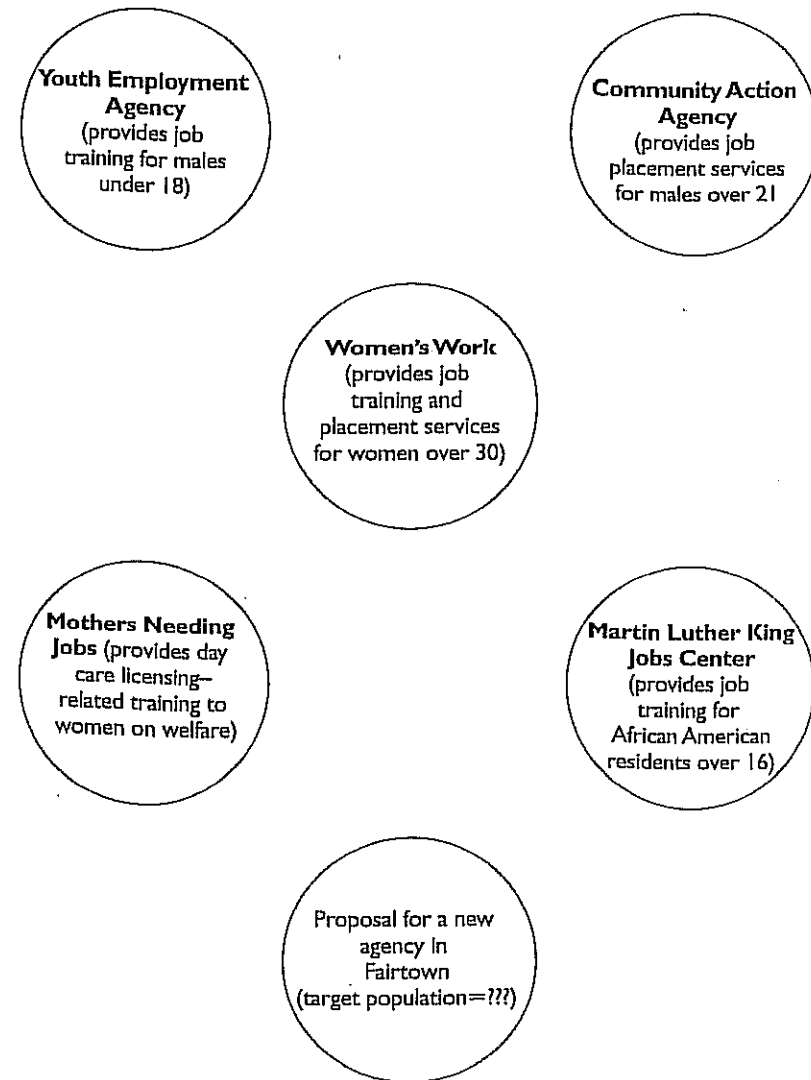 Youth Employment
Agency
(provides job
training for males
under 18)
Community Action
Agency
(provides job
placement services
for males over 21
Women's Work
(provides job
training and
placement services
for women over 30)
Mothers Needing
Jobs (provides day
care licensing–
related training to
women on welfare)
Martin Luther King
Jobs Center
(provides job
training for
African American
residents over 16)
Proposal for a new
agency in
Fairtown
(target population=???)